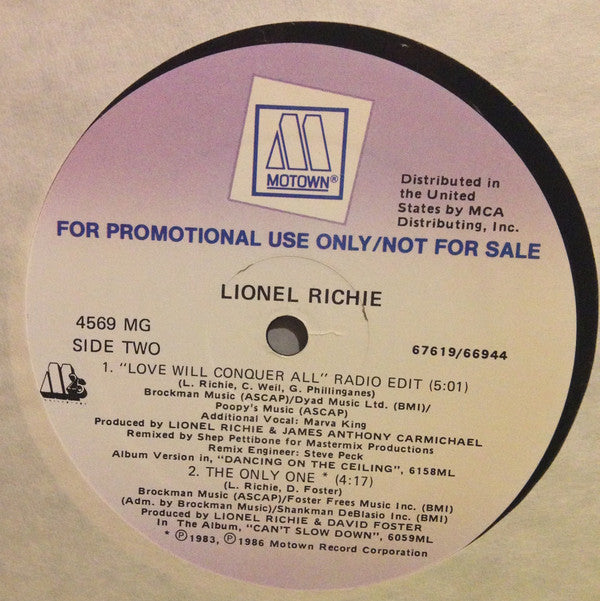 MOTOWN®
Distributed in
the United
States by MCA
Distributing, Inc.
FOR PROMOTIONAL USE ONLY/NOT FOR SALE
LIONEL RICHIE
4569 MG
SIDE TWO
67619/66944
1. "LOVE WILL CONQUER ALL" RADIO EDIT (5:01)
(L. Richie, C. Weil, G. Phillinganes)
Brockman Music (ASCAP)/Dyad Music Ltd. (BMI)/
Poopy's Music (ASCAP)
Additional Vocal: Marva King
Produced by LIONEL RICHIE & JAMES ANTHONY CARMICHAEL
Remixed by Shep Pettibone for Mastermix Productions
Remix Engineer: Steve Peck
Album Version in, "DANCING ON THE CEILING", 6158ML
2. THE ONLY ONE * (4:17)
(L. Richie, D. Foster)
Brockman Music (ASCAP)/Foster Frees Music Inc. (BMI)
(Adm. by Brockman Music)/Shankman DeBlasio Inc. (BMI)
Produced by LIONEL RICHIE & DAVID FOSTER
In The Album, "CAN'T SLOW DOWN", 6059ML
* ℗1983, ℗1986 Motown Record Corporation